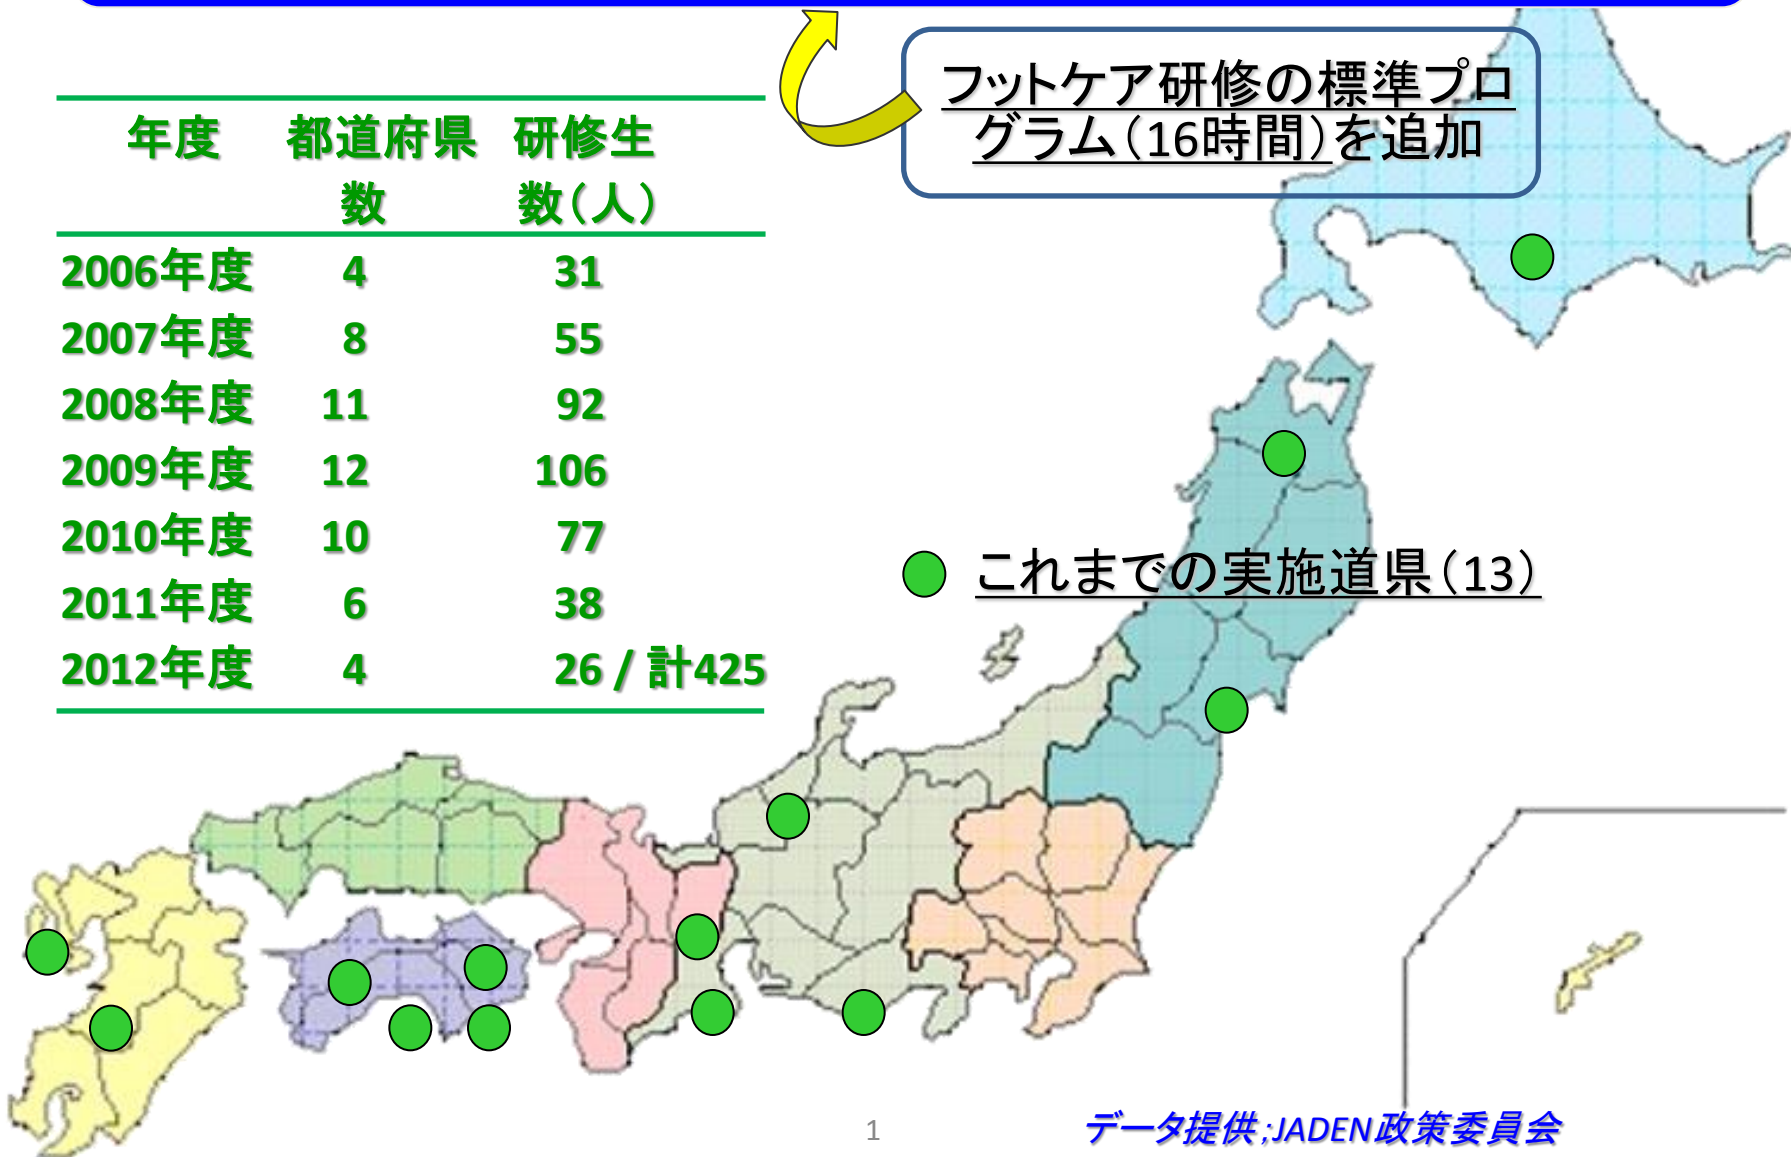 フットケア研修の標準プロ
グラム（16時間）を追加
年度 都道府県 研修生
数 数（人）
2006年度 4 31
2007年度 8 55
2008年度 11 92
2009年度 12 106
2010年度 10 77
2011年度 6 38
2012年度 4 26 / 計425
これまでの実施道県（13）
1
データ提供;JADEN政策委員会